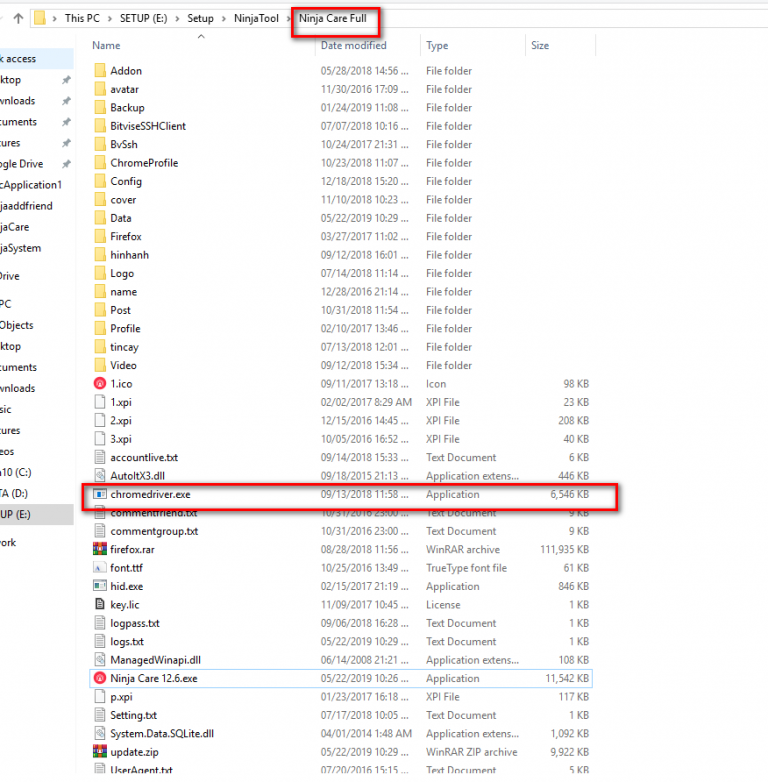 This PC > SETUP (E:) > Setup > NinjaTool > Ninja Care Full
Name Date modified Type Size
k access
ktop
wnloads
cuments
ures
ogle Drive
cApplication1
jaaddfriend
jaCare
jaSystem
Drive
PC
Objects
ktop
cuments
wnloads
sic
ures
eos
n10 (C:)
TA (D:)
UP (E:)
work
Addon 05/28/2018 14:56 ... File folder
avatar 11/30/2016 17:09 ... File folder
Backup 01/24/2019 11:08 ... File folder
BitviseSSHClient 07/07/2018 10:16 ... File folder
BvSsh 10/24/2017 21:31 ... File folder
ChromeProfile 10/23/2018 11:07 ... File folder
Config 12/18/2018 15:20 ... File folder
cover 11/10/2018 10:23 ... File folder
Data 05/22/2019 10:29 ... File folder
Firefox 03/27/2017 11:02 ... File folder
hinhanh 09/12/2018 16:01 ... File folder
Logo 07/14/2018 11:14 ... File folder
name 12/28/2016 21:14 ... File folder
Post 10/31/2018 11:54 ... File folder
Profile 02/10/2017 13:46 ... File folder
tincay 07/13/2018 12:01 ... File folder
Video 09/12/2018 15:34 ... File folder
1.ico 09/11/2017 13:18 ... Icon 98 KB
1.xpi 02/02/2017 8:29 AM XPI File 23 KB
2.xpi 12/15/2016 14:45 ... XPI File 208 KB
3.xpi 10/05/2016 16:52 ... XPI File 40 KB
accountlive.txt 09/14/2018 15:33 ... Text Document 6 KB
AutoItX3.dll 09/18/2015 21:13 ... Application extens... 446 KB
chromedriver.exe 09/13/2018 11:58 ... Application 6,546 KB
commentfriend.txt 10/31/2016 23:00 ... Text Document 9 KB
commentgroup.txt 10/31/2016 23:00 ... Text Document 9 KB
firefox.rar 08/28/2018 11:56 ... WinRAR archive 111,935 KB
font.ttf 10/25/2016 13:49 ... TrueType font file 61 KB
hid.exe 02/15/2017 21:19 ... Application 846 KB
key.lic 11/09/2017 10:45 ... License 1 KB
logpass.txt 09/06/2018 16:28 ... Text Document 1 KB
logs.txt 05/22/2019 10:29 ... Text Document 1 KB
ManagedWinapi.dll 06/14/2008 21:21 ... Application extens... 108 KB
Ninja Care 12.6.exe 05/22/2019 10:26 ... Application 11,542 KB
p.xpi 01/23/2017 16:18 ... XPI File 117 KB
Setting.txt 07/17/2018 10:05 ... Text Document 1 KB
System.Data.SQLite.dll 04/01/2014 1:48 AM Application extens... 1,092 KB
update.zip 05/22/2019 10:29 ... WinRAR ZIP archive 9,922 KB
UserAgent.txt 07/20/2016 15:15 ... Text Document 5 KB